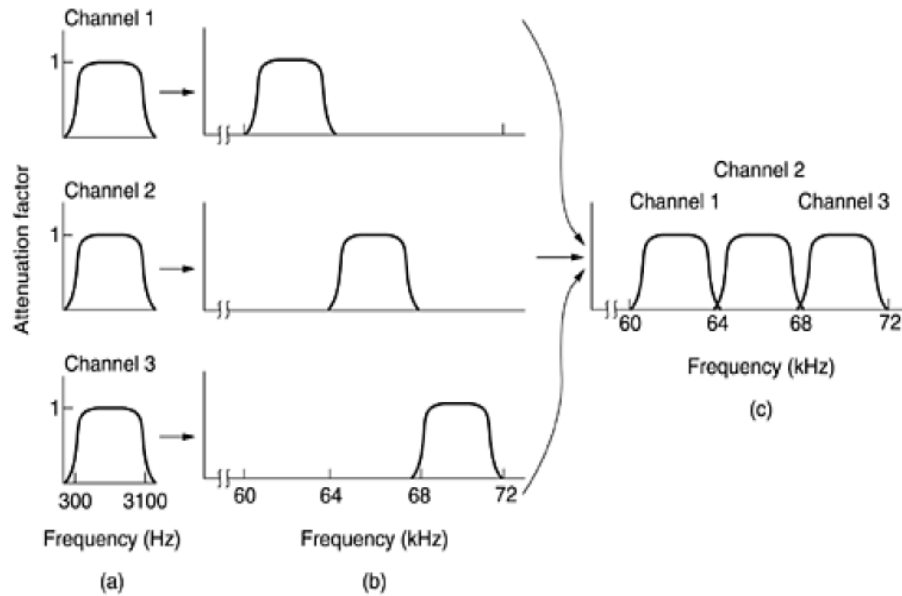 Channel 1
1
Attenuation factor
Channel 2
1
Channel 3
1
300 3100
Frequency (Hz)
(a)
60 64 68 72
Frequency (kHz)
(b)
Channel 2
Channel 1 Channel 3
60 64 68 72
Frequency (kHz)
(c)